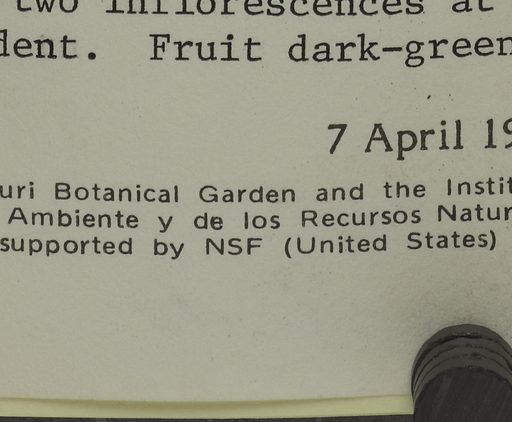 two inflorescences at
dent. Fruit dark-green
7 April 19
uri Botanical Garden and the Instit
Ambiente y de los Recursos Natur
supported by NSF (United States)